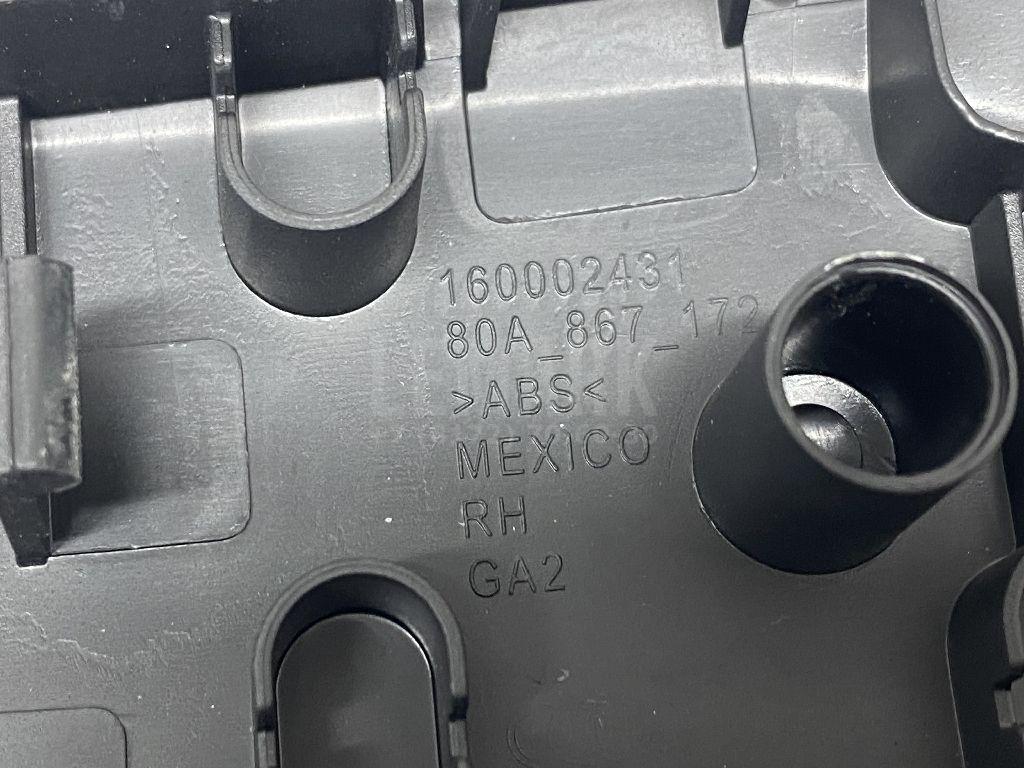 160002431
80A_867_172
>ABS<
MEXICO
RH
GA2